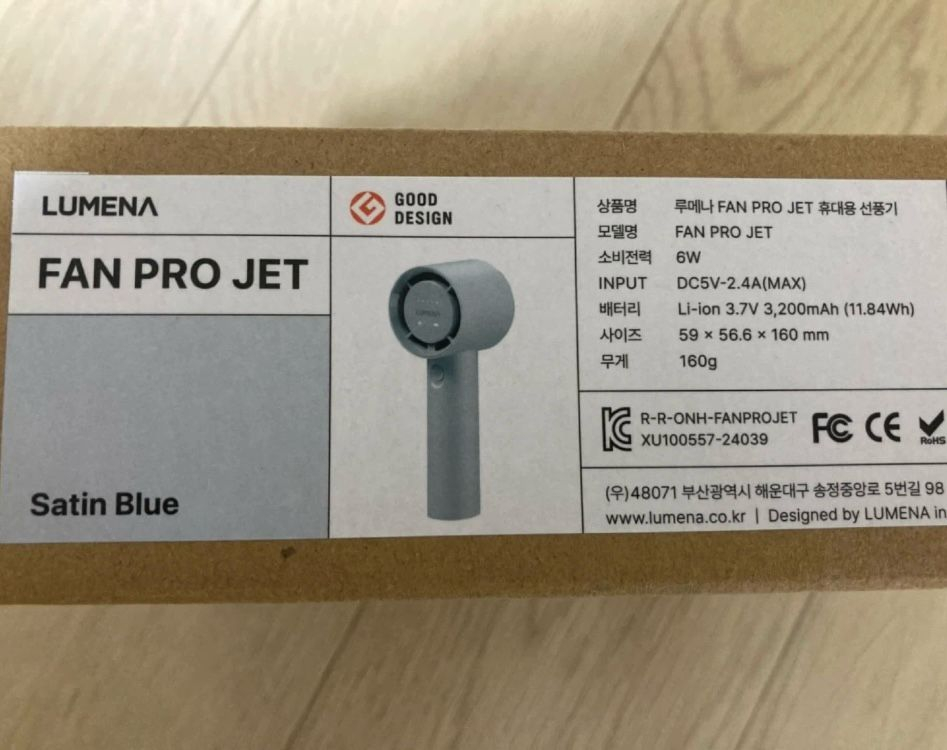 LUMENA
FAN PRO JET
Satin Blue
GOOD
DESIGN
LUMENA
상품명 루메나 FAN PRO JET 휴대용 선풍기
모델명 FAN PRO JET
소비전력 6W
INPUT DC5V-2.4A(MAX)
배터리 Li-ion 3.7V 3,200mAh (11.84Wh)
사이즈 59 × 56.6 × 160 mm
무게 160g
R-R-ONH-FANPROJET
XU100557-24039
FC CE
RoHS
(우)48071 부산광역시 해운대구 송정중앙로 5번길 98
www.lumena.co.kr | Designed by LUMENA in